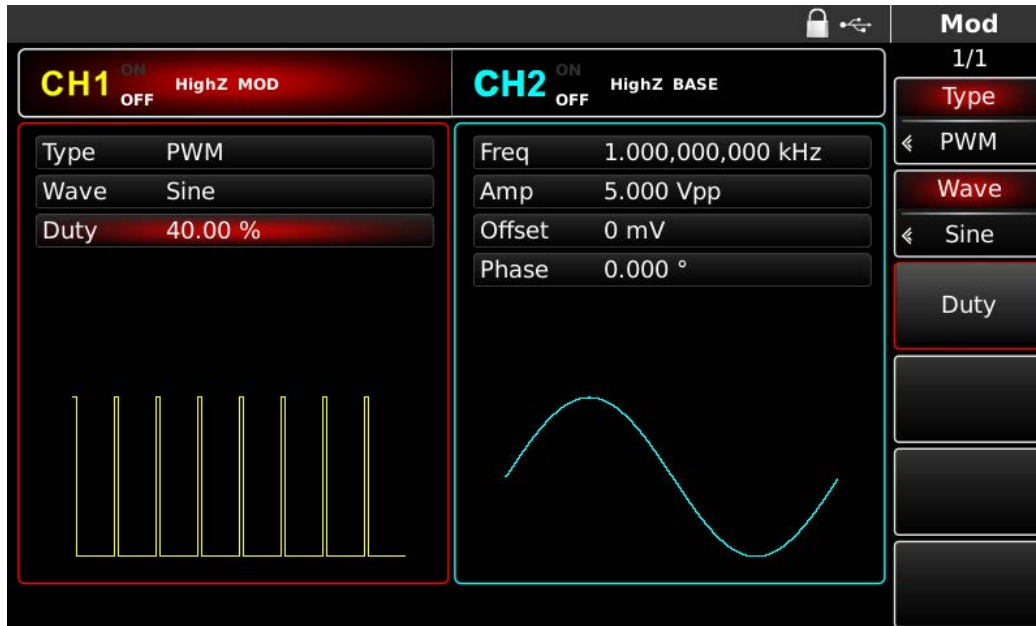 Mod
1/1
CH1 ON OFF HighZ MOD
CH2 ON OFF HighZ BASE
Type PWM
Wave Sine
Duty 40.00 %
Freq 1.000,000,000 kHz
Amp 5.000 Vpp
Offset 0 mV
Phase 0.000 °
Type
PWM
Wave
Sine
Duty